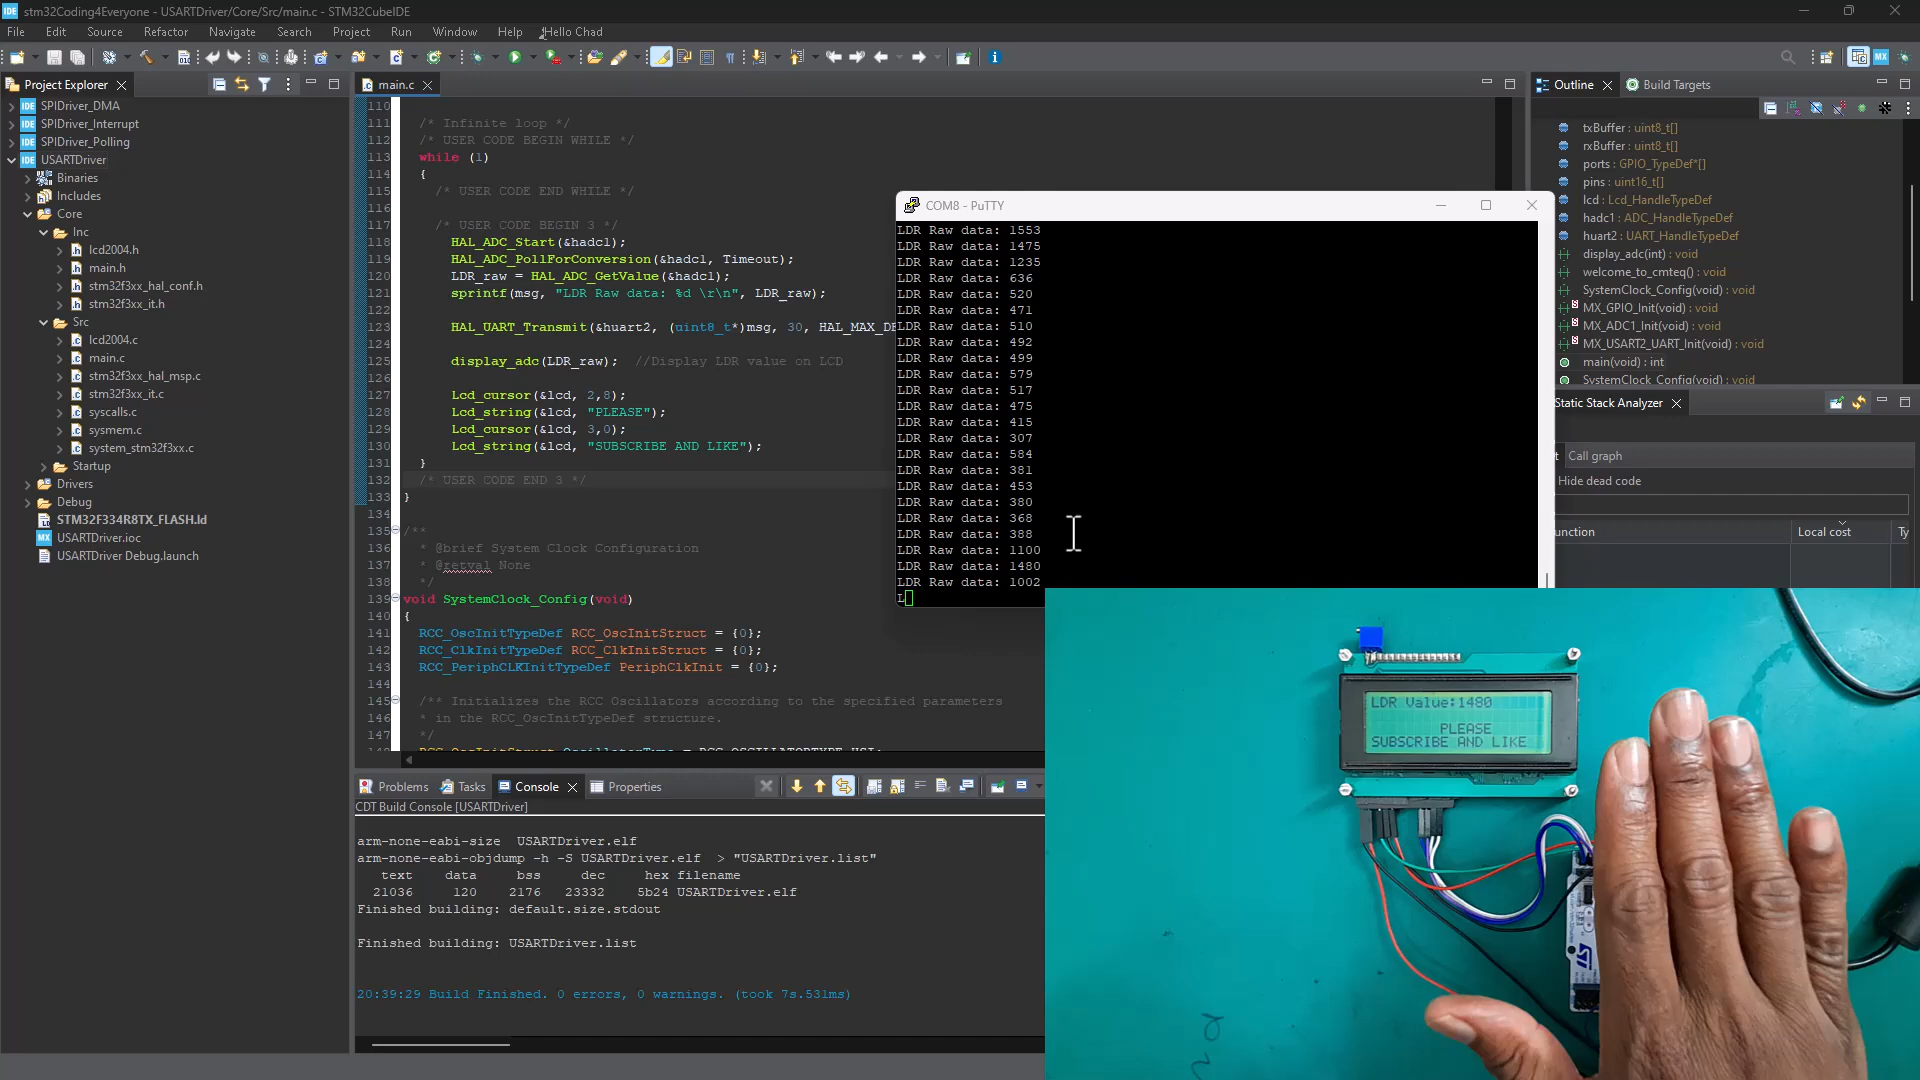 stm32Coding4Everyone - USARTDriver/Core/Src/main.c - STM32CubeIDE
File Edit Source Refactor Navigate Search Project Run Window Help Hello Chad
Project Explorer
SPIDriver_DMA
SPIDriver_Interrupt
SPIDriver_Polling
USARTDriver
Binaries
Includes
Core
Inc
lcd2004.h
main.h
stm32f3xx_hal_conf.h
stm32f3xx_it.h
Src
lcd2004.c
main.c
stm32f3xx_hal_msp.c
stm32f3xx_it.c
syscalls.c
sysmem.c
system_stm32f3xx.c
Startup
Drivers
Debug
STM32F334R8TX_FLASH.ld
USARTDriver.ioc
USARTDriver Debug.launch
main.c
110
111 /* Infinite loop */
112 /* USER CODE BEGIN WHILE */
113 while (1)
114 {
115 /* USER CODE END WHILE */
116
117 /* USER CODE BEGIN 3 */
118 HAL_ADC_Start(&hadc1);
119 HAL_ADC_PollForConversion(&hadc1, Timeout);
120 LDR_raw = HAL_ADC_GetValue(&hadc1);
121 sprintf(msg, "LDR Raw data: %d \r\n", LDR_raw);
122
123 HAL_UART_Transmit(&huart2, (uint8_t*)msg, 30, HAL_MAX_DE
124
125 display_adc(LDR_raw); //Display LDR value on LCD
126
127 Lcd_cursor(&lcd, 2,8);
128 Lcd_string(&lcd, "PLEASE");
129 Lcd_cursor(&lcd, 3,0);
130 Lcd_string(&lcd, "SUBSCRIBE AND LIKE");
131 }
132 /* USER CODE END 3 */
133 }
134
135 /**
136 * @brief System Clock Configuration
137 * @retval None
138 */
139 void SystemClock_Config(void)
140 {
141 RCC_OscInitTypeDef RCC_OscInitStruct = {0};
142 RCC_ClkInitTypeDef RCC_ClkInitStruct = {0};
143 RCC_PeriphCLKInitTypeDef PeriphClkInit = {0};
144
145 /** Initializes the RCC Oscillators according to the specified parameters
146 * in the RCC_OscInitTypeDef structure.
147 */
COM8 - PuTTY
LDR Raw data: 1553
LDR Raw data: 1475
LDR Raw data: 1235
LDR Raw data: 636
LDR Raw data: 520
LDR Raw data: 471
LDR Raw data: 510
LDR Raw data: 492
LDR Raw data: 499
LDR Raw data: 579
LDR Raw data: 517
LDR Raw data: 475
LDR Raw data: 415
LDR Raw data: 307
LDR Raw data: 584
LDR Raw data: 381
LDR Raw data: 453
LDR Raw data: 380
LDR Raw data: 368
LDR Raw data: 388
LDR Raw data: 1100
LDR Raw data: 1480
LDR Raw data: 1002
L
Outline Build Targets
txBuffer : uint8_t[]
rxBuffer : uint8_t[]
ports : GPIO_TypeDef*[]
pins : uint16_t[]
lcd : Lcd_HandleTypeDef
hadc1 : ADC_HandleTypeDef
huart2 : UART_HandleTypeDef
display_adc(int) : void
welcome_to_cmteq() : void
SystemClock_Config(void) : void
MX_GPIO_Init(void) : void
MX_ADC1_Init(void) : void
MX_USART2_UART_Init(void) : void
main(void) : int
SystemClock_Config(void) : void
Static Stack Analyzer
t Call graph
Hide dead code
unction Local cost Ty
Problems Tasks Console Properties
CDT Build Console [USARTDriver]
arm-none-eabi-size USARTDriver.elf
arm-none-eabi-objdump -h -S USARTDriver.elf > "USARTDriver.list"
text data bss dec hex filename
21036 120 2176 23332 5b24 USARTDriver.elf
Finished building: default.size.stdout
Finished building: USARTDriver.list
20:39:29 Build Finished. 0 errors, 0 warnings. (took 7s.531ms)
LDR Value:1480
PLEASE
SUBSCRIBE AND LIKE